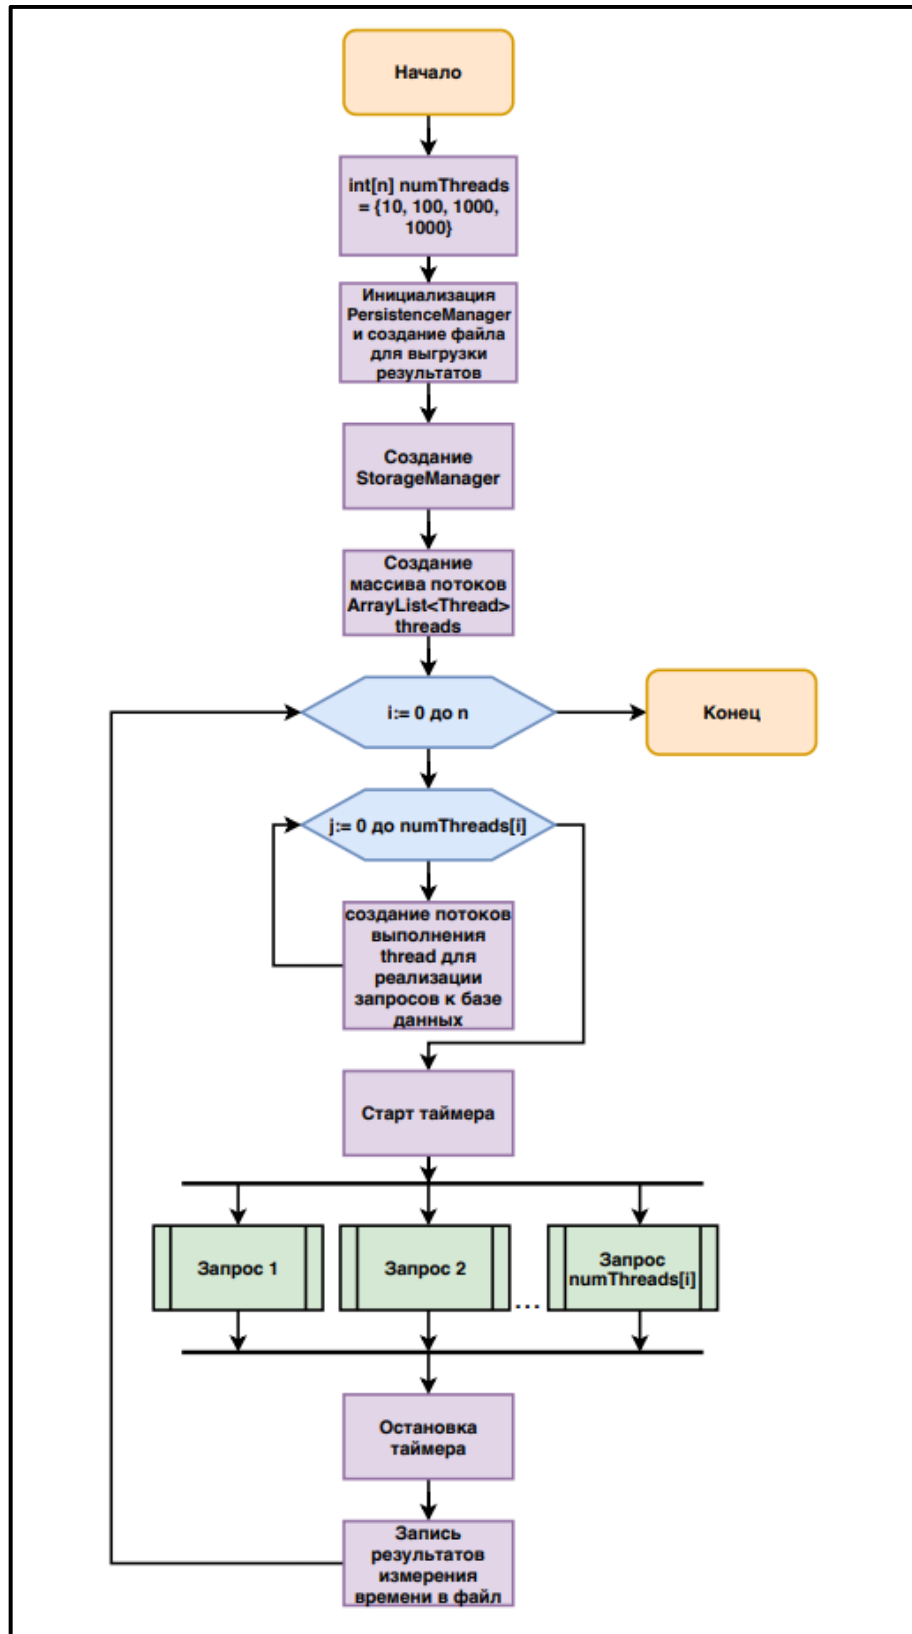 Начало
int[n] numThreads
= {10, 100, 1000,
1000}
Инициализация
PersistenceManager
и создание файла
для выгрузки
результатов
Создание
StorageManager
Создание
массива потоков
ArrayList<Thread>
threads
i:= 0 до n
Конец
j:= 0 до numThreads[i]
создание потоков
выполнения
thread для
реализации
запросов к базе
данных
Старт таймера
Запрос 1
Запрос 2
...
Запрос
numThreads[i]
Остановка
таймера
Запись
результатов
измерения
времени в файл